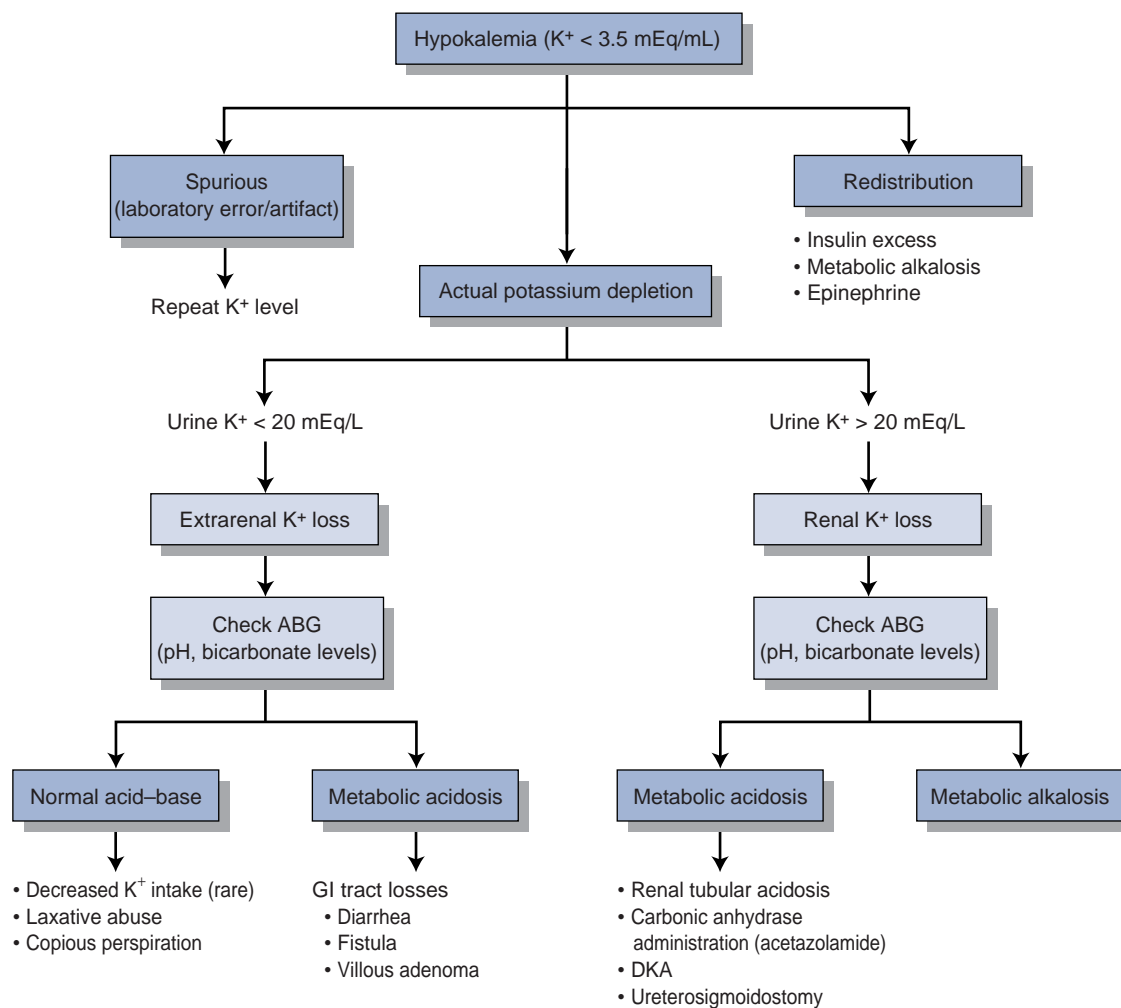 Hypokalemia (K+ < 3.5 mEq/mL)
Spurious
(laboratory error/artifact)
Repeat K+ level
Redistribution
• Insulin excess
• Metabolic alkalosis
• Epinephrine
Actual potassium depletion
Urine K+ < 20 mEq/L
Extrarenal K+ loss
Check ABG
(pH, bicarbonate levels)
Normal acid–base
• Decreased K+ intake (rare)
• Laxative abuse
• Copious perspiration
Metabolic acidosis
GI tract losses
• Diarrhea
• Fistula
• Villous adenoma
Urine K+ > 20 mEq/L
Renal K+ loss
Check ABG
(pH, bicarbonate levels)
Metabolic acidosis
• Renal tubular acidosis
• Carbonic anhydrase
administration (acetazolamide)
• DKA
• Ureterosigmoidostomy
Metabolic alkalosis